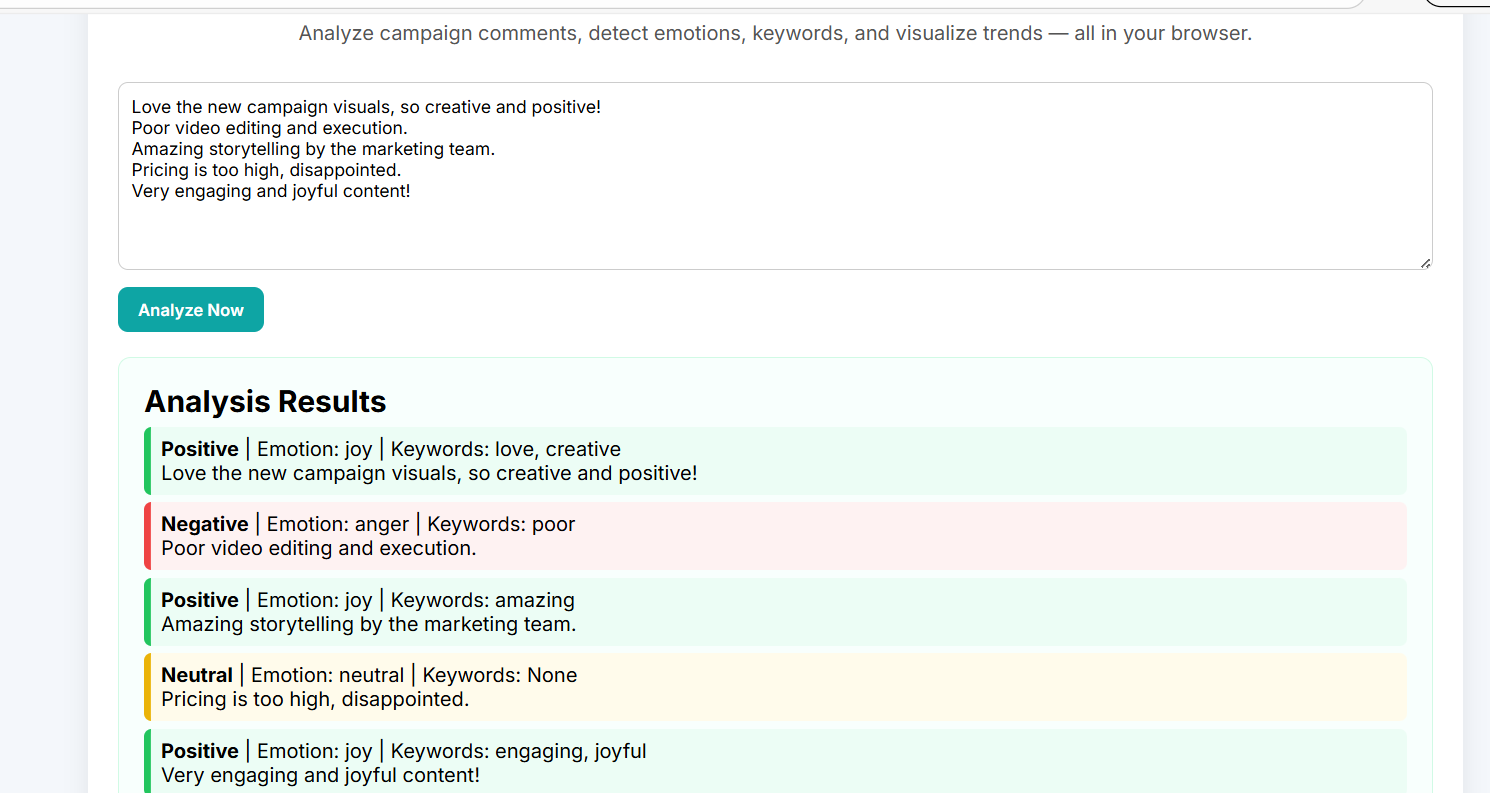 Analyze campaign comments, detect emotions, keywords, and visualize trends — all in your browser.
Love the new campaign visuals, so creative and positive!
Poor video editing and execution.
Amazing storytelling by the marketing team.
Pricing is too high, disappointed.
Very engaging and joyful content!
Analyze Now
Analysis Results
Positive | Emotion: joy | Keywords: love, creative
Love the new campaign visuals, so creative and positive!
Negative | Emotion: anger | Keywords: poor
Poor video editing and execution.
Positive | Emotion: joy | Keywords: amazing
Amazing storytelling by the marketing team.
Neutral | Emotion: neutral | Keywords: None
Pricing is too high, disappointed.
Positive | Emotion: joy | Keywords: engaging, joyful
Very engaging and joyful content!